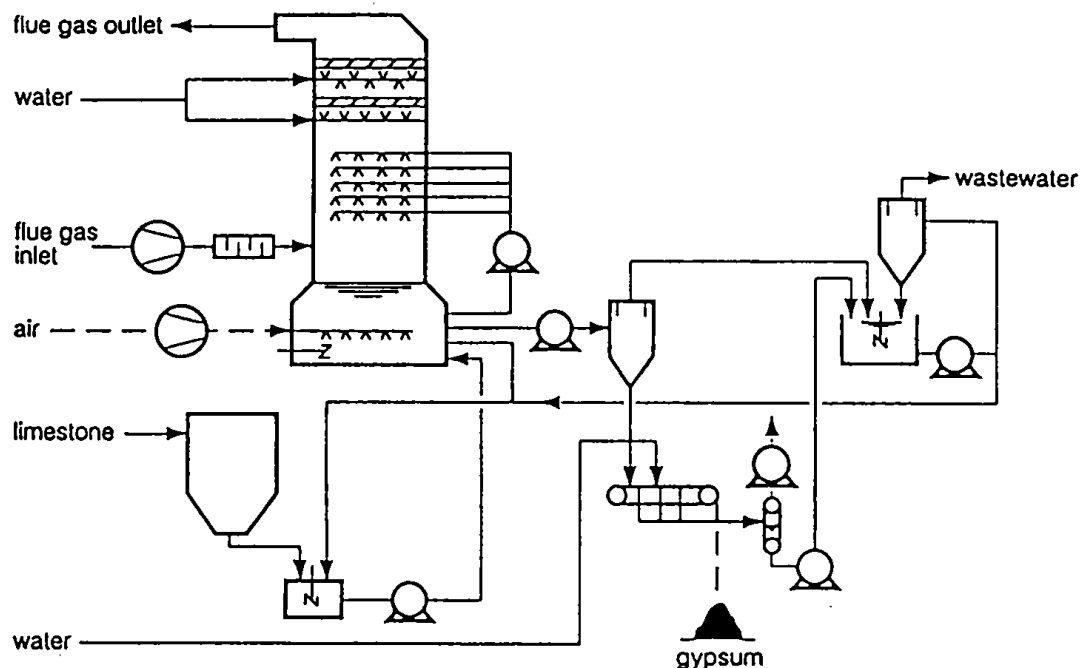 flue gas outlet
water
wastewater
flue gas
inlet
air
limestone
water
gypsum